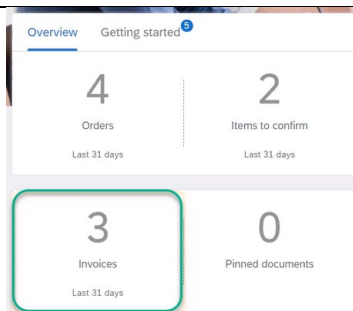 Overview Getting started 5
4 2
Orders Items to confirm
Last 31 days Last 31 days
3 0
Invoices Pinned documents
Last 31 days